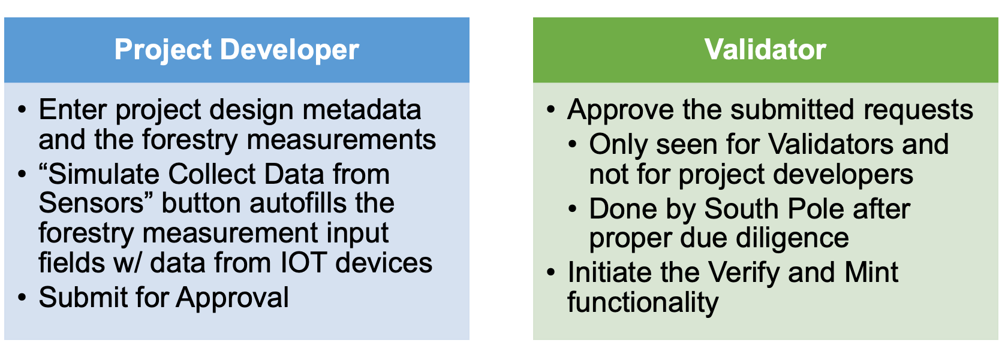 Project Developer
• Enter project design metadata
and the forestry measurements
• “Simulate Collect Data from
Sensors” button autofills the
forestry measurement input
fields w/ data from IOT devices
• Submit for Approval
Validator
• Approve the submitted requests
• Only seen for Validators and
not for project developers
• Done by South Pole after
proper due diligence
• Initiate the Verify and Mint
functionality